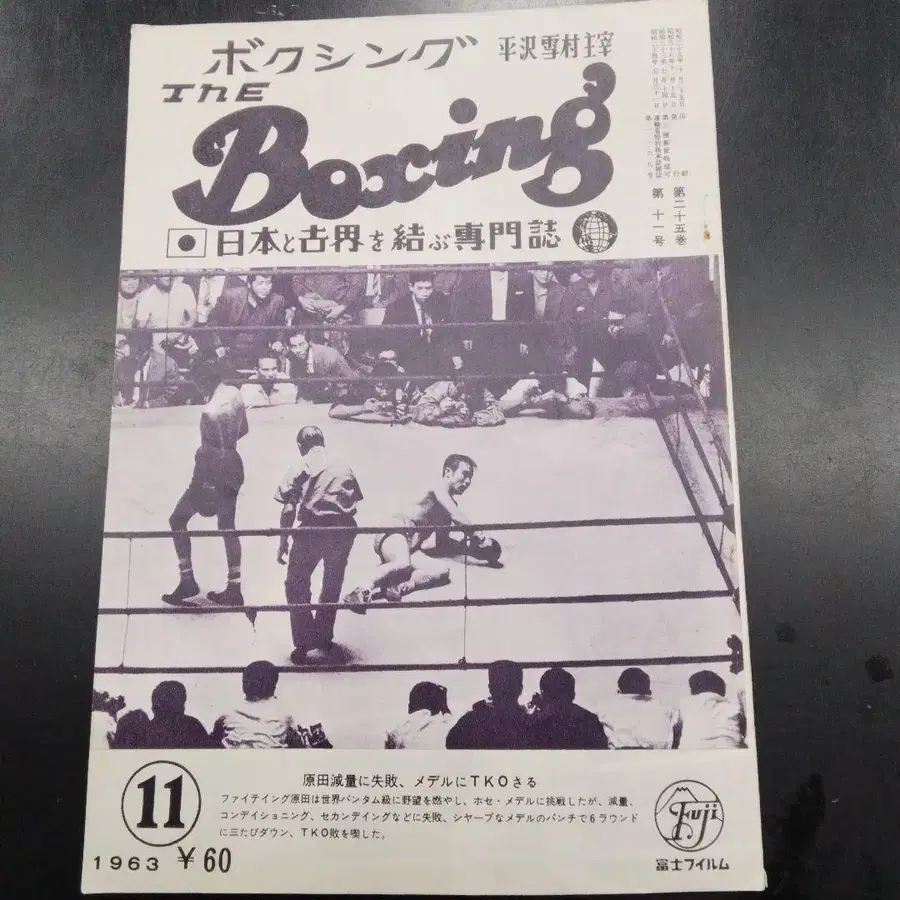 ボクシング
平沢雪村主宰
THE
Boxing
日本と古界を結ぶ専門誌
第二十五巻
第十一号
11
1963 ¥60
原田減量に失敗、メデルにTKOさる
ファイテイング原田は世界バンタム級に野望を燃やし、ホセ・メデルに挑戦したが、減量、
コンデイショニング、セカンデイングなどに失敗、シヤープなメデルのパンチで6ラウンド
に三たびダウン、TKO敗を喫した。
Fuji
富士フイルム